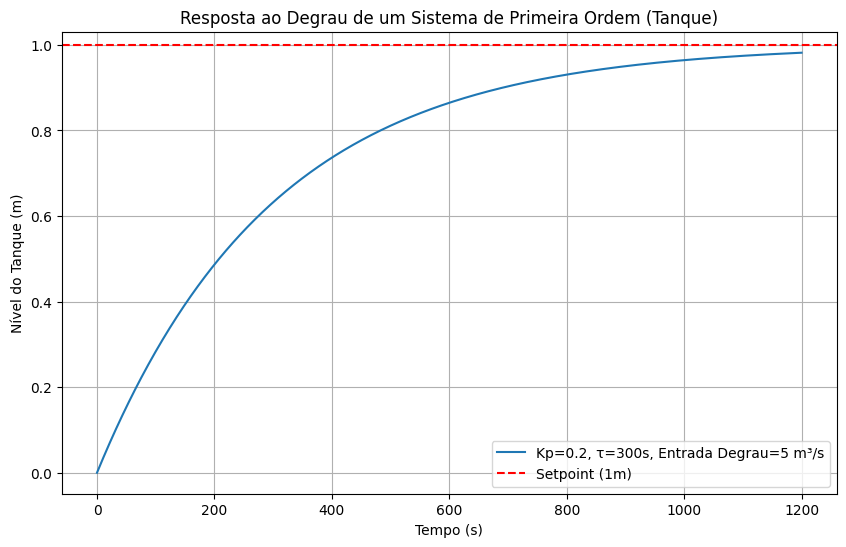 Resposta ao Degrau de um Sistema de Primeira Ordem (Tanque)
1.0
0.8
0.6
0.4
0.2
0.0
Nível do Tanque (m)
Kp=0.2, τ=300s, Entrada Degrau=5 m³/s
Setpoint (1m)
0
200
400
600
800
1000
1200
Tempo (s)